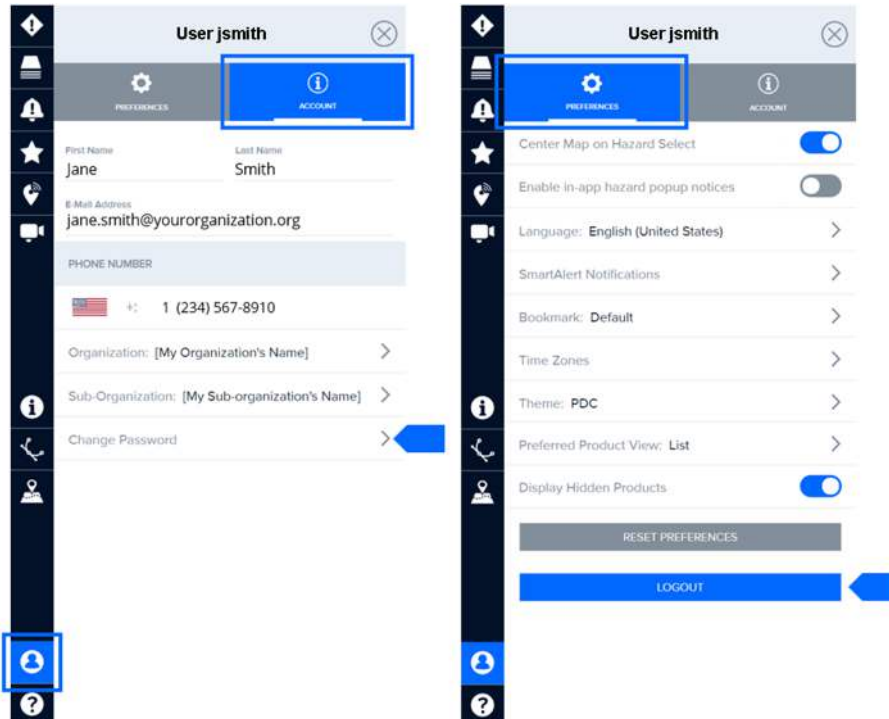 User jsmith
PREFERENCES
ACCOUNT
First Name
Last Name
Jane
Smith
E-Mail Address
jane.smith@yourorganization.org
PHONE NUMBER
+: 1 (234) 567-8910
Organization: [My Organization's Name]
Sub-Organization: [My Sub-organization's Name]
Change Password
User jsmith
PREFERENCES
ACCOUNT
Center Map on Hazard Select
Enable in-app hazard popup notices
Language: English (United States)
SmartAlert Notifications
Bookmark: Default
Time Zones
Theme: PDC
Preferred Product View: List
Display Hidden Products
RESET PREFERENCES
LOGOUT